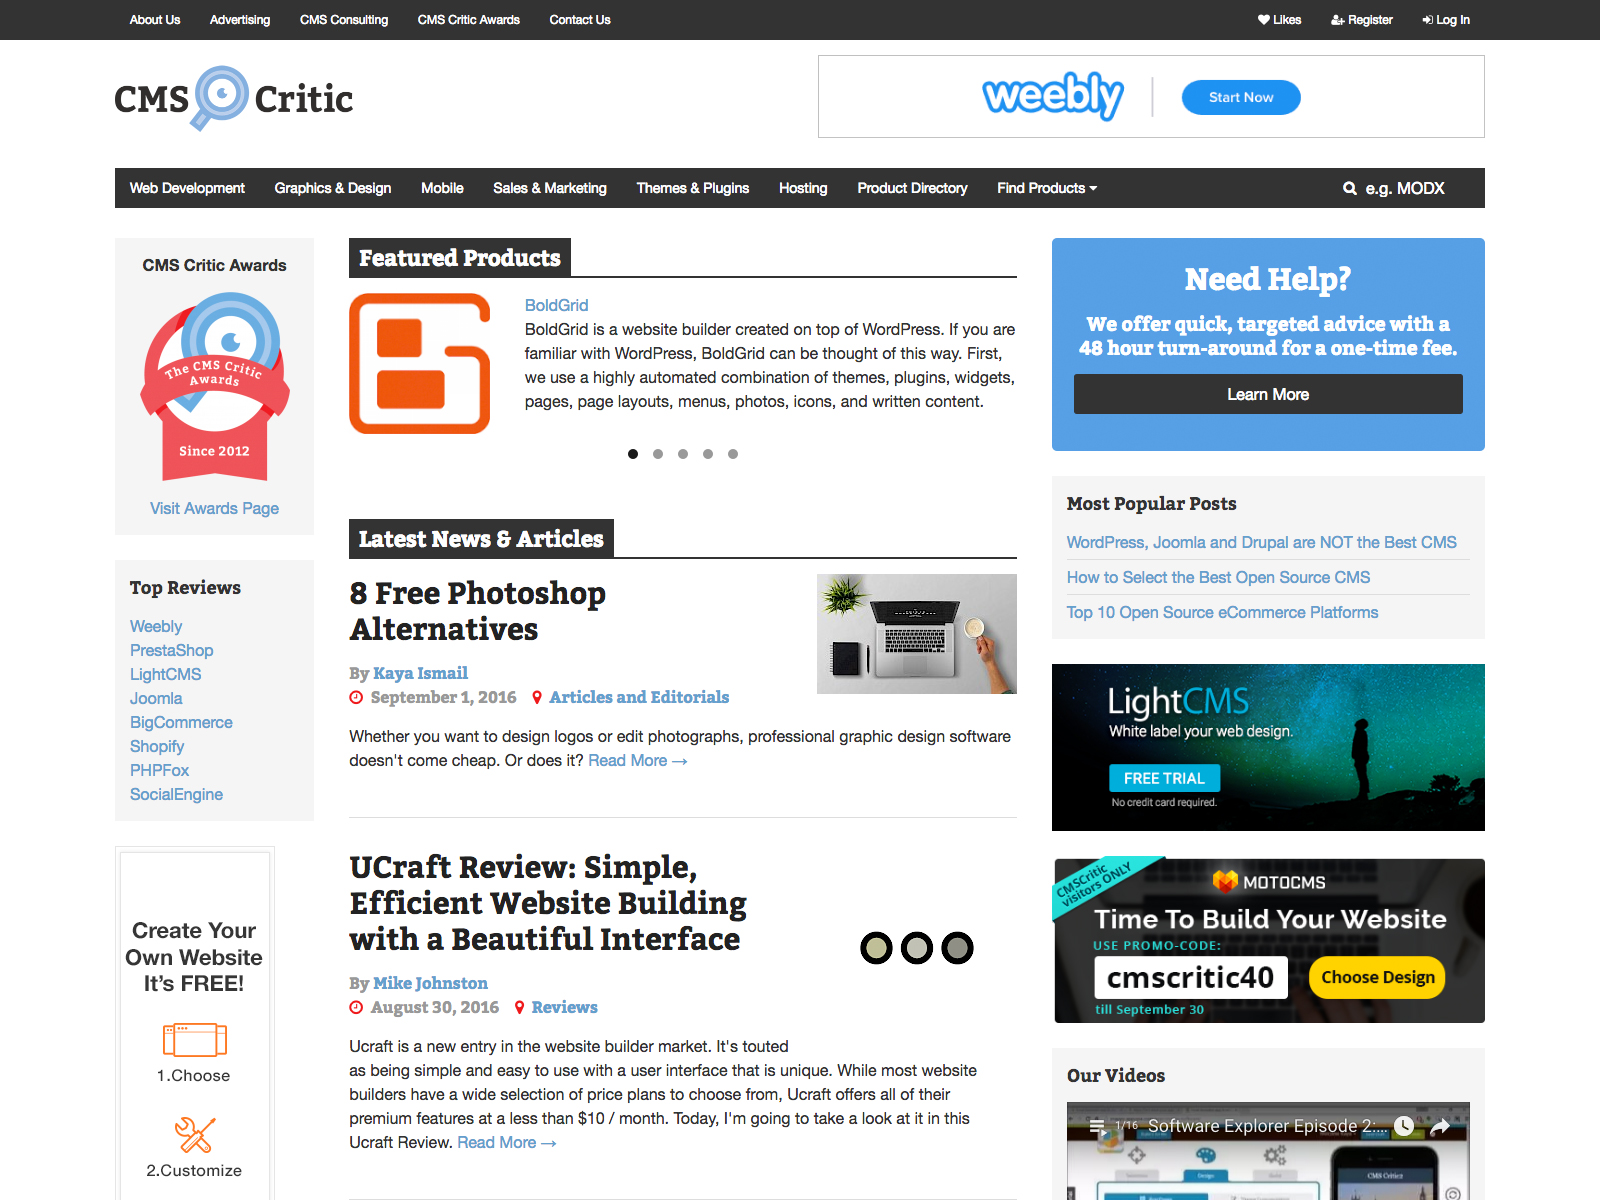 About Us Advertising CMS Consulting CMS Critic Awards Contact Us Likes Register Log In
CMS Critic
weebly Start Now
Web Development Graphics & Design Mobile Sales & Marketing Themes & Plugins Hosting Product Directory Find Products e.g. MODX
CMS Critic Awards
The CMS Critic
Awards
Since 2012
Visit Awards Page
Top Reviews
Weebly
PrestaShop
LightCMS
Joomla
BigCommerce
Shopify
PHPFox
SocialEngine
Create Your
Own Website
It's FREE!
1.Choose
2.Customize
Featured Products
BoldGrid
BoldGrid is a website builder created on top of WordPress. If you are
familiar with WordPress, BoldGrid can be thought of this way. First,
we use a highly automated combination of themes, plugins, widgets,
pages, page layouts, menus, photos, icons, and written content.
Latest News & Articles
8 Free Photoshop
Alternatives
By Kaya Ismail
September 1, 2016 Articles and Editorials
Whether you want to design logos or edit photographs, professional graphic design software
doesn't come cheap. Or does it? Read More →
UCraft Review: Simple,
Efficient Website Building
with a Beautiful Interface
By Mike Johnston
August 30, 2016 Reviews
Ucraft is a new entry in the website builder market. It's touted
as being simple and easy to use with a user interface that is unique. While most website
builders have a wide selection of price plans to choose from, Ucraft offers all of their
premium features at a less than $10 / month. Today, I'm going to take a look at it in this
Ucraft Review. Read More →
Need Help?
We offer quick, targeted advice with a
48 hour turn-around for a one-time fee.
Learn More
Most Popular Posts
WordPress, Joomla and Drupal are NOT the Best CMS
How to Select the Best Open Source CMS
Top 10 Open Source eCommerce Platforms
LightCMS
White label your web design.
FREE TRIAL
No credit card required.
CMSCritic
visitors ONLY
MOTOCMS
Time To Build Your Website
USE PROMO-CODE:
cmscritic40 Choose Design
till September 30
Our Videos
1/16 Software Explorer Episode 2:...
Design
CMS Critic